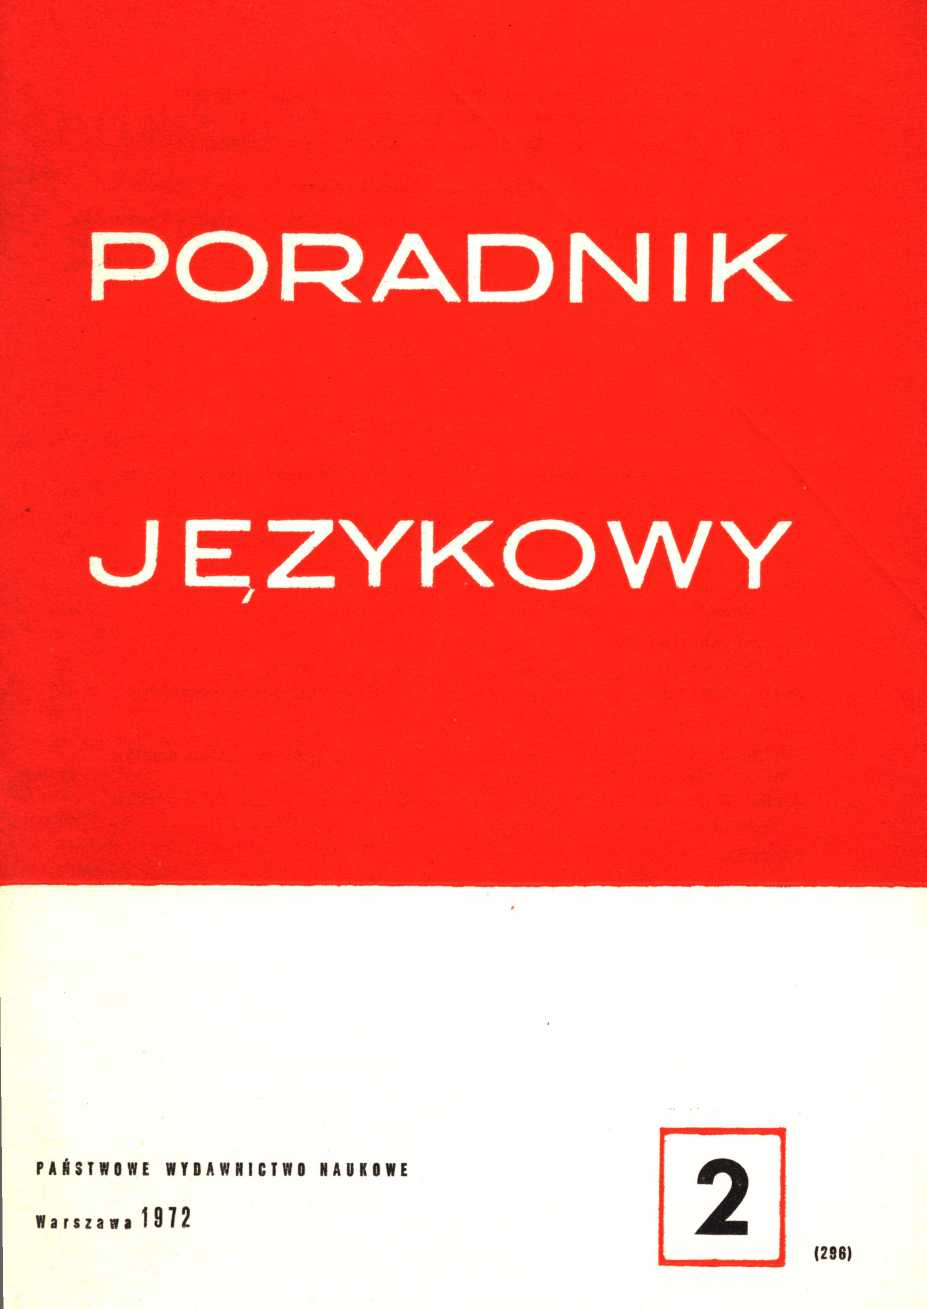 PORADNIK
JĘZYKOWY
PAŃSTWOWE WYDAWNICTWO NAUKOWE
Warszawa 1972
2
(296)